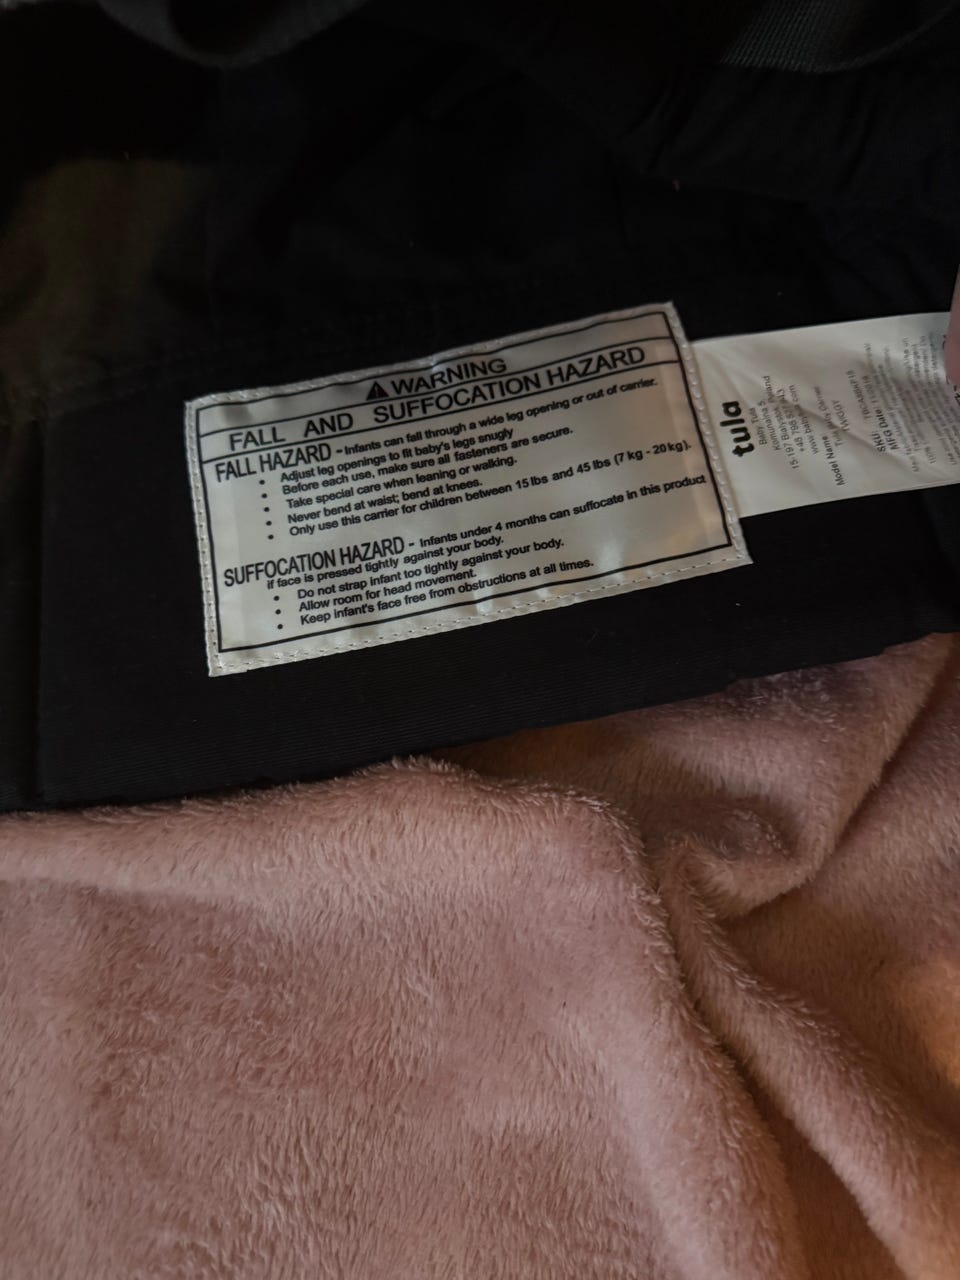 WARNING
FALL AND SUFFOCATION HAZARD
FALL HAZARD - Infants can fall through a wide leg opening or out of carrier.
• Adjust leg openings to fit baby's legs snugly
• Before each use, make sure all fasteners are secure.
• Take special care when leaning or walking.
• Never bend at waist; bend at knees.
• Only use this carrier for children between 15 lbs and 45 lbs (7 kg - 20 kg).
SUFFOCATION HAZARD - Infants under 4 months can suffocate in this product
if face is pressed tightly against your body.
• Do not strap infant too tightly against your body.
• Allow room for head movement.
• Keep infant's face free from obstructions at all times.
tula
Baby Tula
Model Name
SKU:
MFG Date: